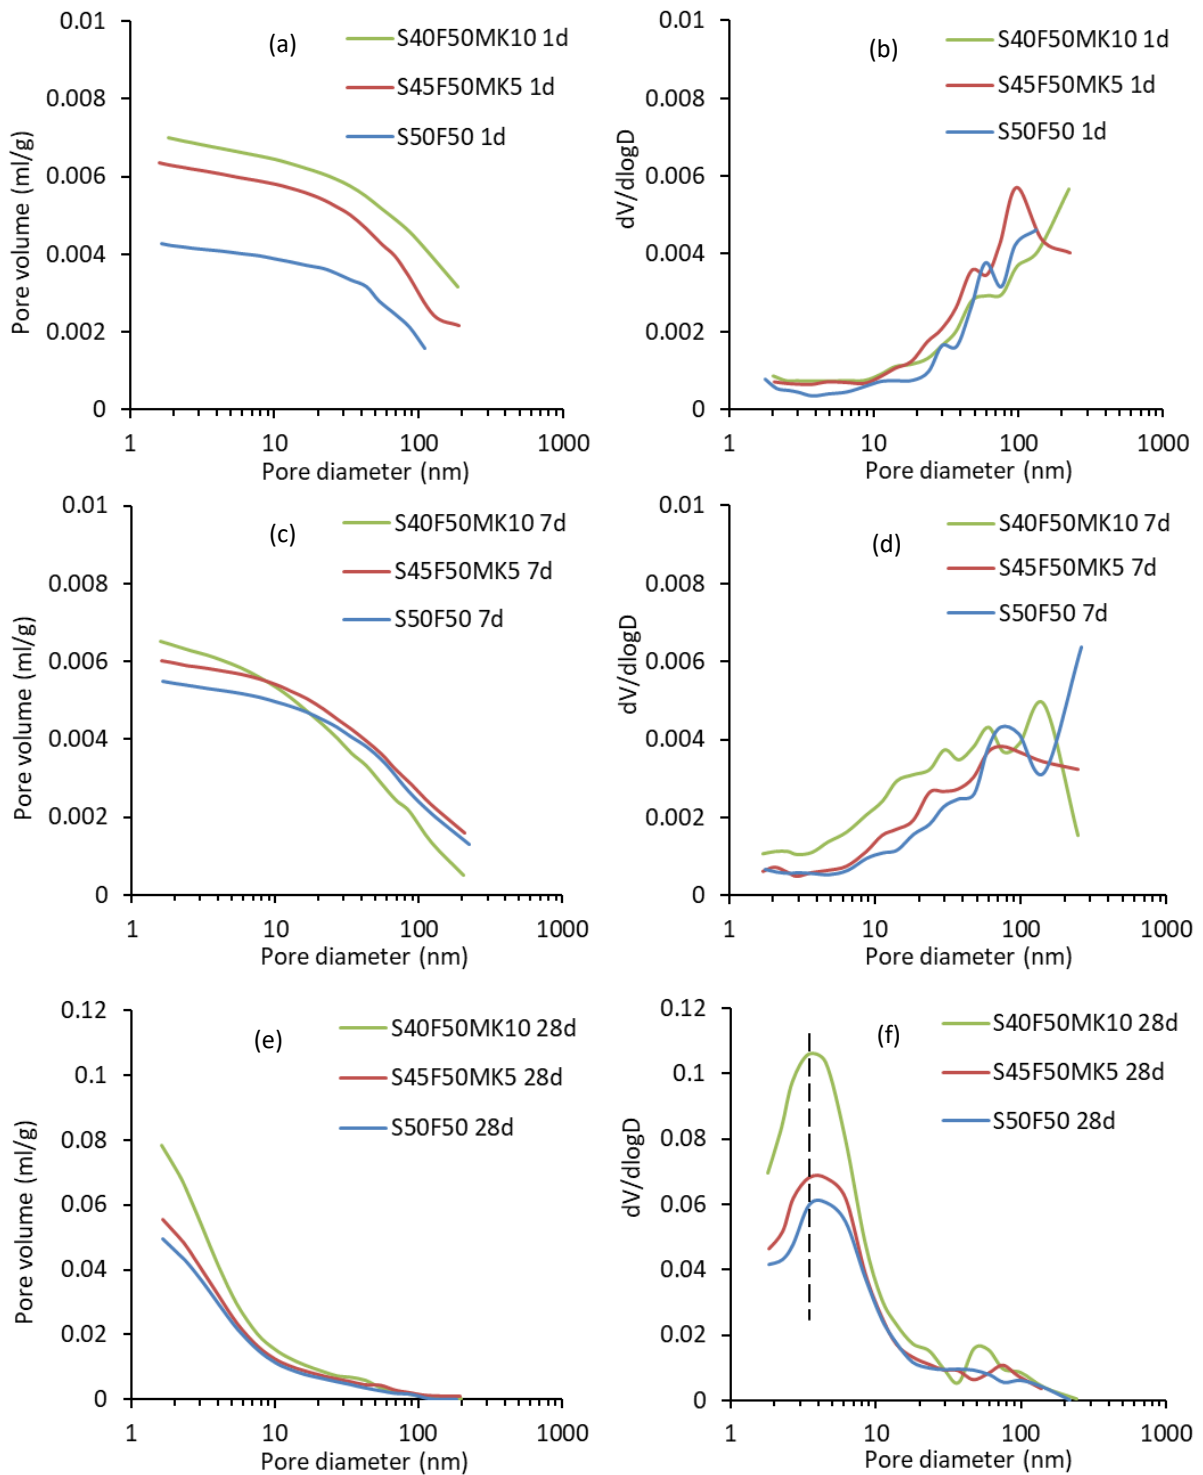 (a)
S40F50MK10 1d
S45F50MK5 1d
S50F50 1d
0.01
0.008
0.006
0.004
0.002
0
Pore volume (ml/g)
1 10 100 1000
Pore diameter (nm)
(b)
S40F50MK10 1d
S45F50MK5 1d
S50F50 1d
0.01
0.008
0.006
0.004
0.002
0
dV/dlogD
1 10 100 1000
Pore diameter (nm)
(c)
S40F50MK10 7d
S45F50MK5 7d
S50F50 7d
0.01
0.008
0.006
0.004
0.002
0
Pore volume (ml/g)
1 10 100 1000
Pore diameter (nm)
(d)
S40F50MK10 7d
S45F50MK5 7d
S50F50 7d
0.01
0.008
0.006
0.004
0.002
0
dV/dlogD
1 10 100 1000
Pore diameter (nm)
(e)
S40F50MK10 28d
S45F50MK5 28d
S50F50 28d
0.12
0.1
0.08
0.06
0.04
0.02
0
Pore volume (ml/g)
1 10 100 1000
Pore diameter (nm)
(f)
S40F50MK10 28d
S45F50MK5 28d
S50F50 28d
0.12
0.1
0.08
0.06
0.04
0.02
0
dV/dlogD
1 10 100 1000
Pore diameter (nm)